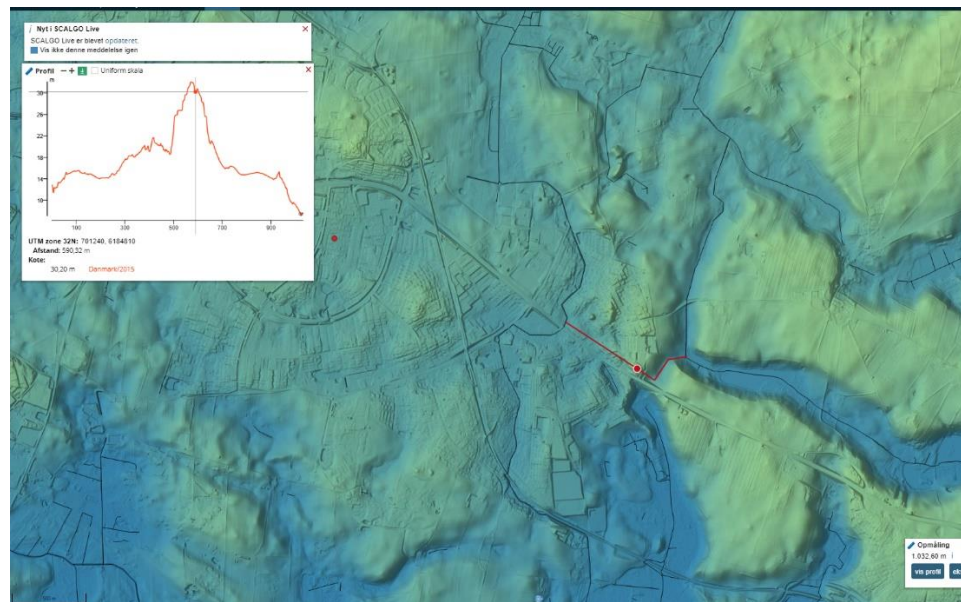 Nyt i SCALGO Live
SCALGO Live er blevet opdateret.
Vis ikke denne meddelelse igen
Profil
Uniform skala
m
30
26
22
18
14
10
100
300
500
700
900
UTM zone 32N: 701240, 6184810
Afstand: 590,32 m
Kote:
30,20 m Danmark/2015
Opmåling
1.032,60 m
vis profil